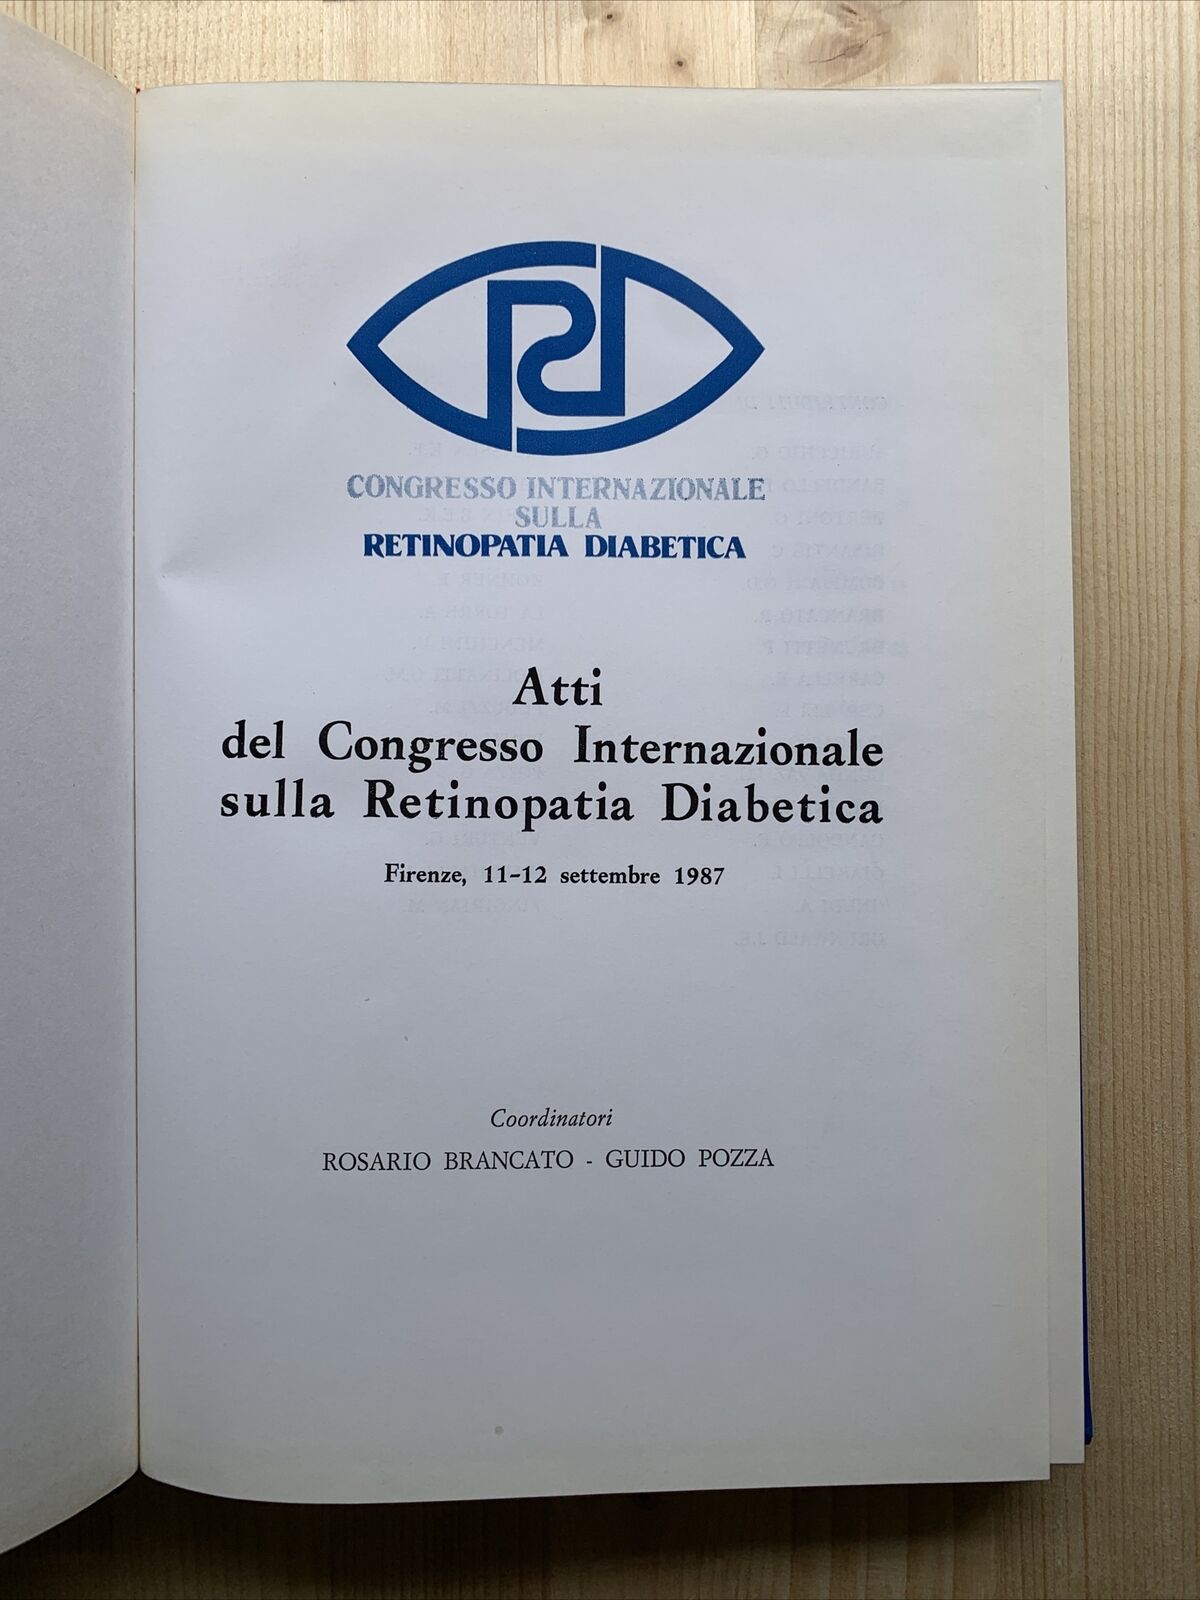 CONGRESSO INTERNAZIONALE
SULLA
RETINOPATIA DIABETICA
Atti
del Congresso Internazionale
sulla Retinopatia Diabetica
Firenze, 11-12 settembre 1987
Coordinatori
ROSARIO BRANCATO - GUIDO POZZA